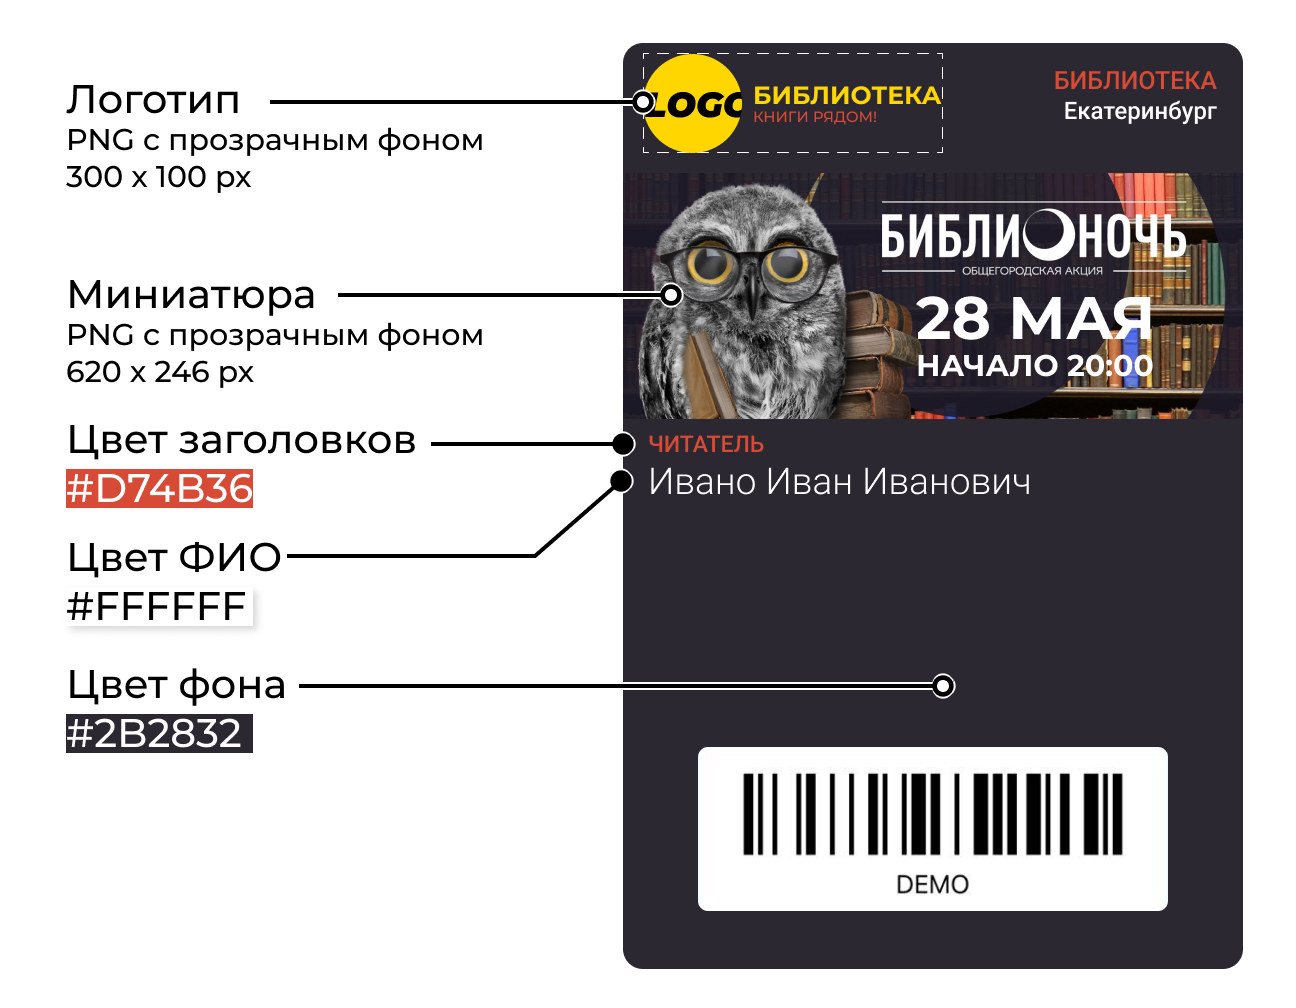 Логотип
PNG с прозрачным фоном
300 x 100 px
Миниатюра
PNG с прозрачным фоном
620 x 246 px
Цвет заголовков
#D74B36
Цвет ФИО
#FFFFFF
Цвет фона
#2B2832
LOGO
БИБЛИОТЕКА
КНИГИ РЯДОМ!
БИБЛИОТЕКА
Екатеринбург
БИБЛИОНОЧЬ
ОБЩЕГОРОДСКАЯ АКЦИЯ
28 МАЯ
НАЧАЛО 20:00
ЧИТАТЕЛЬ
Ивано Иван Иванович
DEMO